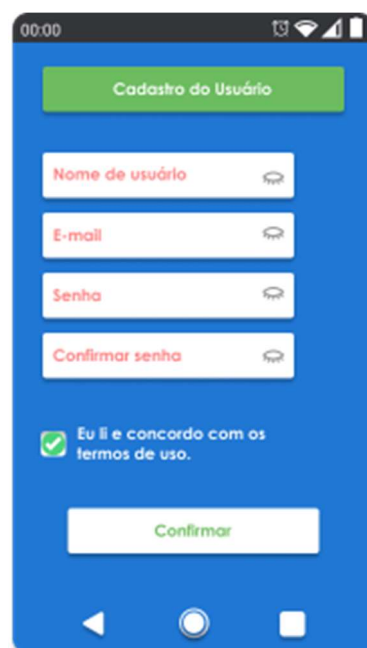 00:00
Cadastro do Usuário
Nome de usuário
E-mail
Senha
Confirmar senha
Eu li e concordo com os
termos de uso.
Confirmar